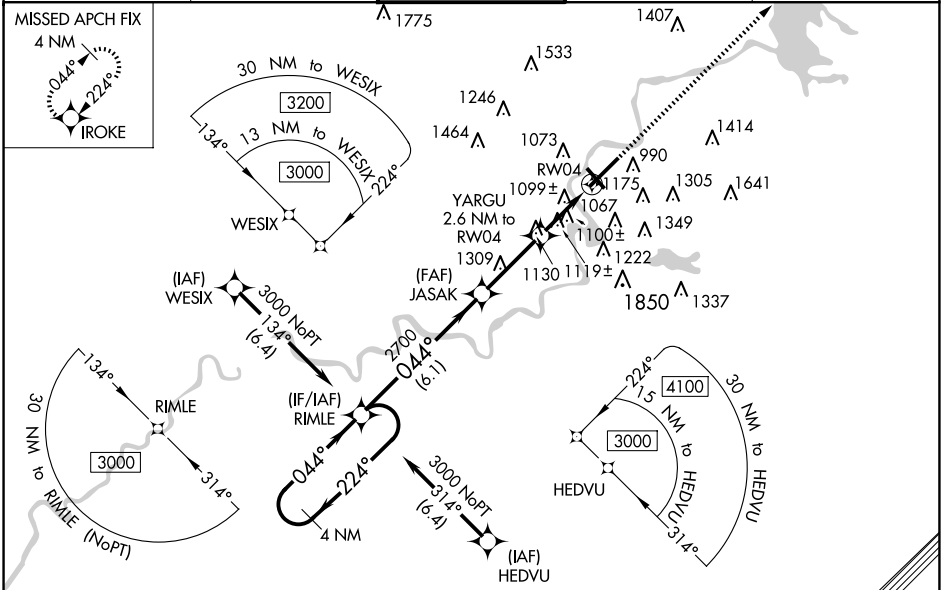 MISSED APCH FIX
4 NM
044°
224°
IROKE
1775
1407
1533
30 NM to WESIX
3200
1246
134°
13 NM to WESIX
1464
1414
1073
224°
3000
990
RW04
1099±
1175
1305
1641
YARGU
2.6 NM to
RW04
1067
WESIX
1349
1100±
1309
1222
1130
1119±
(FAF)
JASAK
1850
1337
(IAF)
WESIX
3000 NoPT
134°
(6.4)
2700
044°
(6.1)
134°
RIMLE
(IF/IAF)
RIMLE
224°
4100
15 NM to HEDVU
30 NM to HEDVU
3000
3000
314°
30 NM to RIMLE (NoPT)
044°
224°
4 NM
3000 NoPT
314°
(6.4)
HEDVU
314°
(IAF)
HEDVU